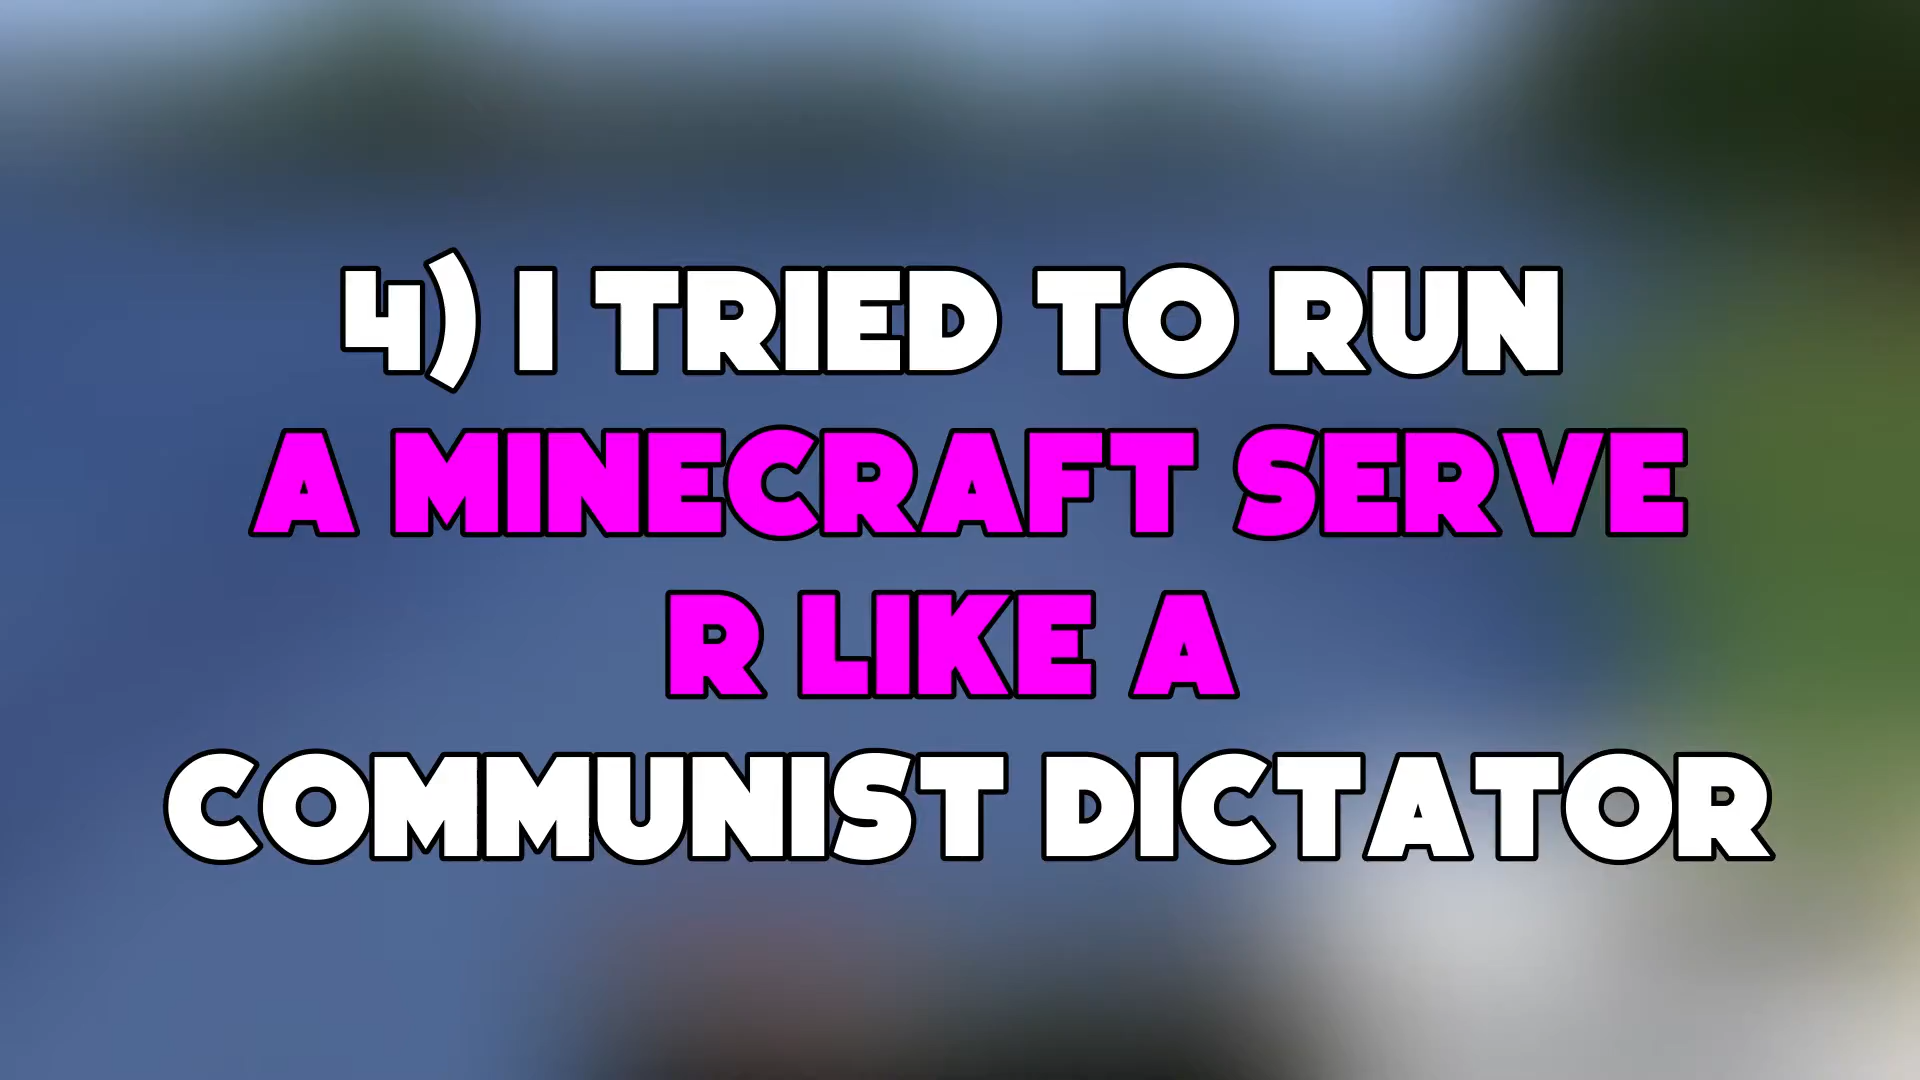 4) I TRIED TO RUN
A MINECRAFT SERVE
R LIKE A
COMMUNIST DICTATOR